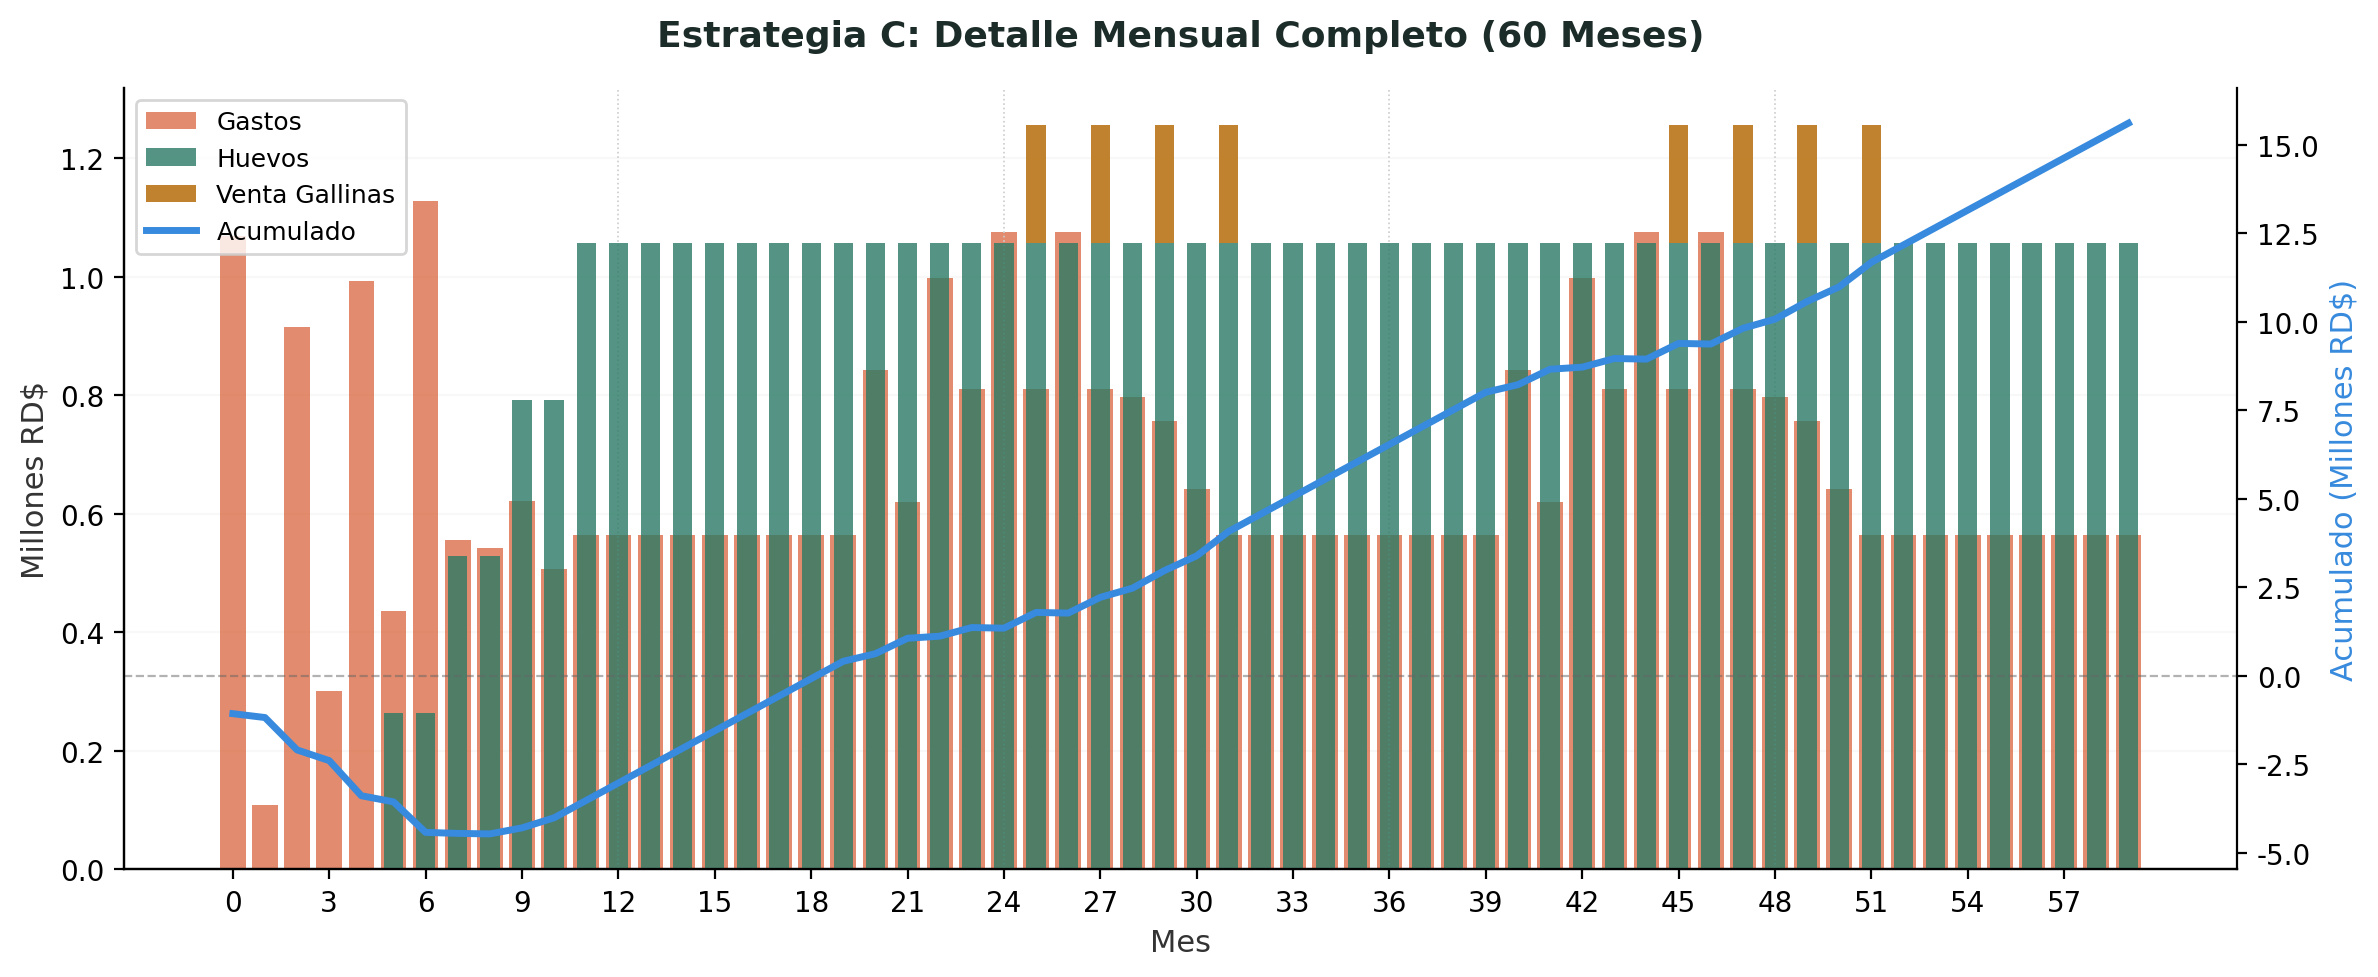 Estrategia C: Detalle Mensual Completo (60 Meses)
Gastos
Huevos
Venta Gallinas
Acumulado
Millones RD$
1.2
1.0
0.8
0.6
0.4
0.2
0.0
15.0
12.5
10.0
7.5
5.0
2.5
0.0
-2.5
-5.0
Acumulado (Millones RD$)
0 3 6 9 12 15 18 21 24 27 30 33 36 39 42 45 48 51 54 57
Mes